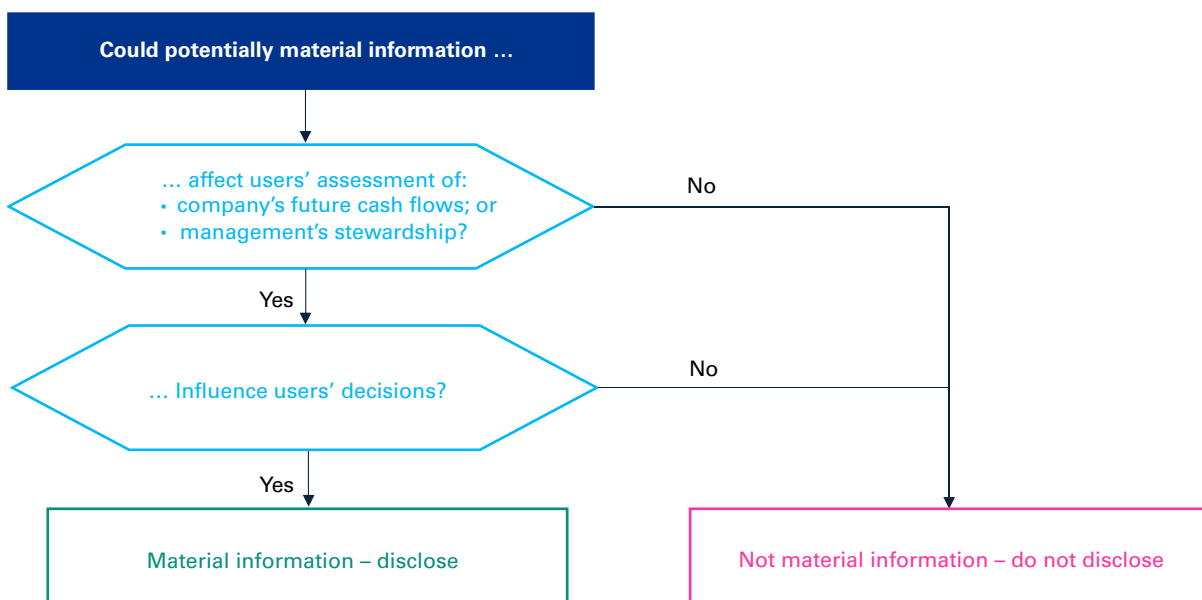 Could potentially material information …
… affect users’ assessment of:
• company’s future cash flows; or
• management’s stewardship?
No
Yes
… Influence users’ decisions?
No
Yes
Material information – disclose
Not material information – do not disclose